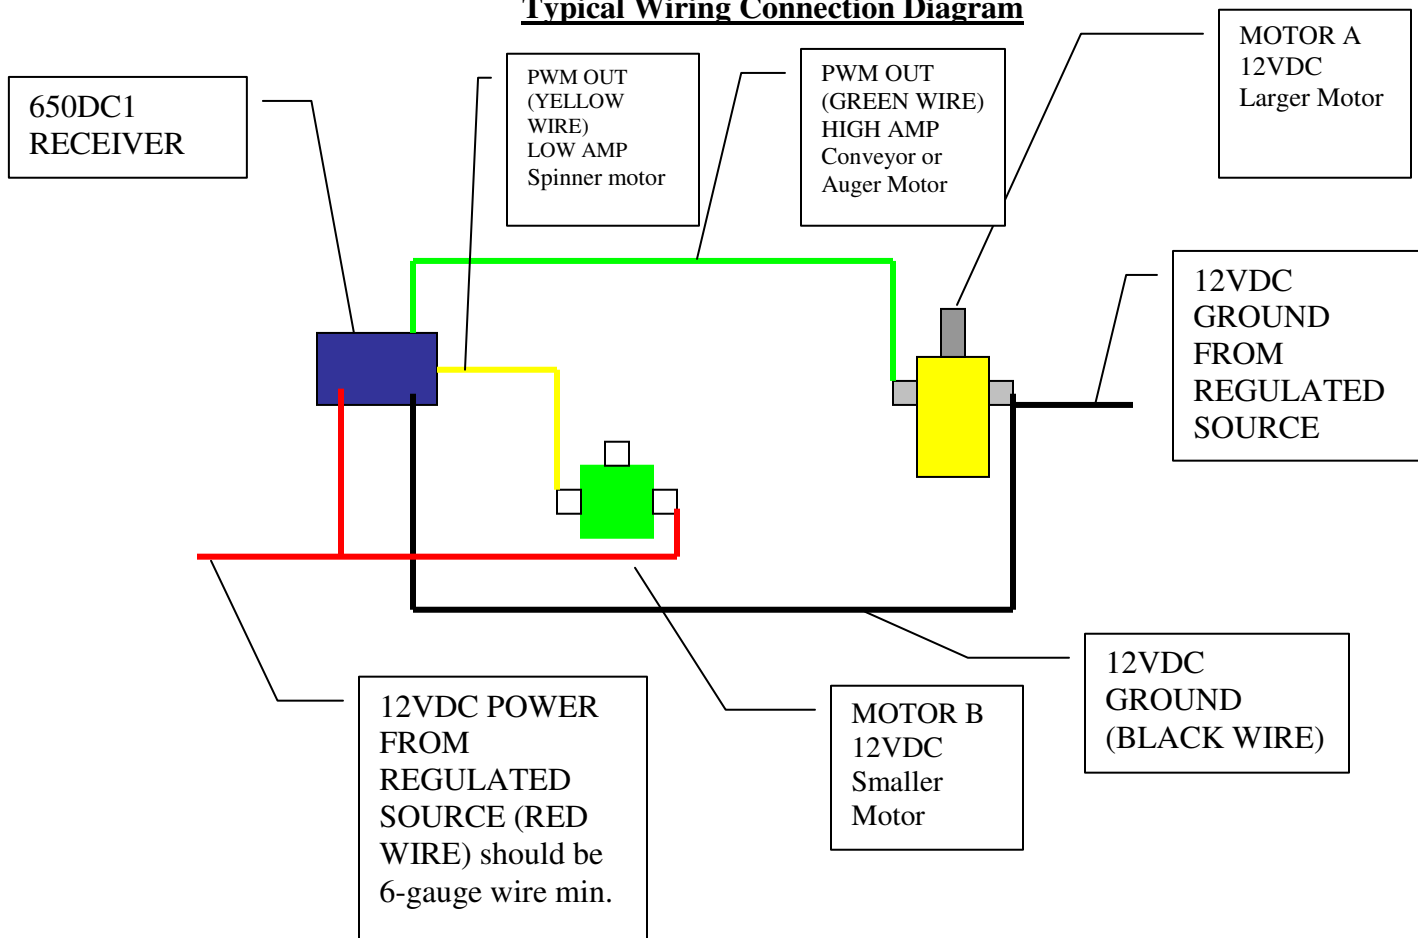 Typical Wiring Connection Diagram
650DC1
RECEIVER
PWM OUT
(YELLOW
WIRE)
LOW AMP
Spinner motor
PWM OUT
(GREEN WIRE)
HIGH AMP
Conveyor or
Auger Motor
MOTOR A
12VDC
Larger Motor
12VDC
GROUND
FROM
REGULATED
SOURCE
12VDC POWER
FROM
REGULATED
SOURCE (RED
WIRE) should be
6-gauge wire min.
MOTOR B
12VDC
Smaller
Motor
12VDC
GROUND
(BLACK WIRE)